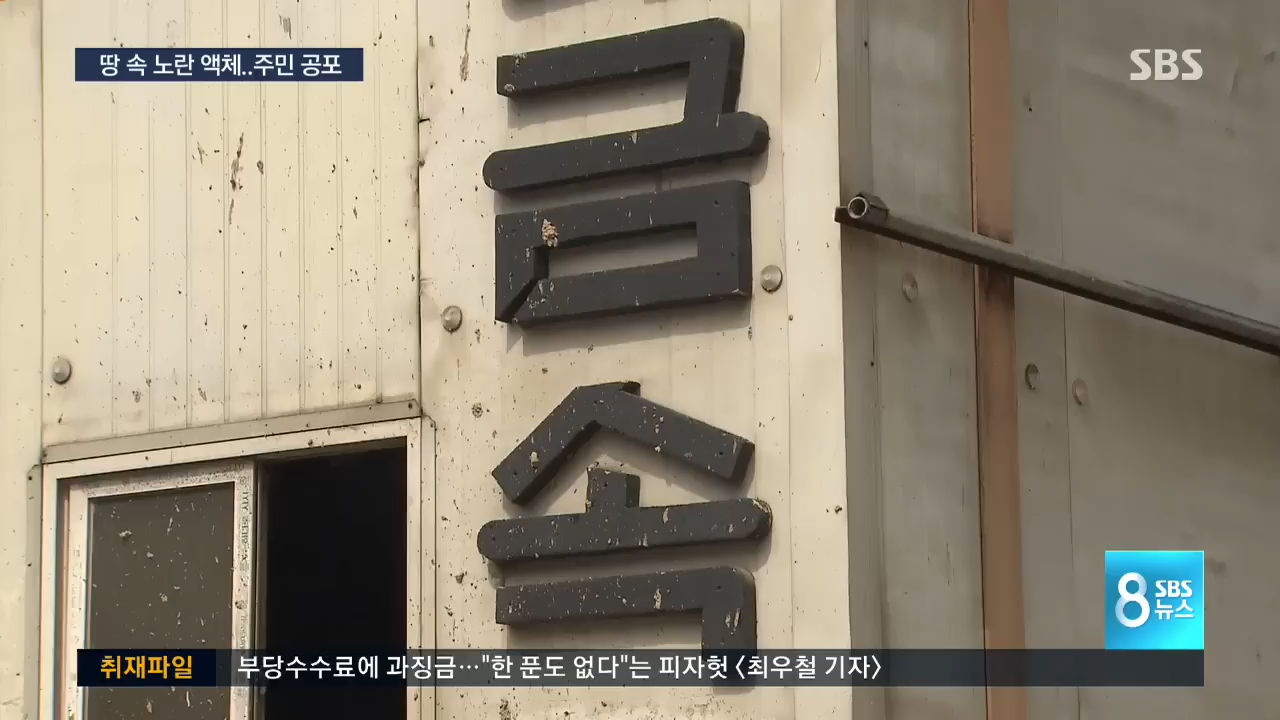 땅 속 노란 액체..주민 공포
SBS
금
속
8 SBS 뉴스
취재파일 부당수수료에 과징금…"한 푼도 없다"는 피자헛 〈최우철 기자〉